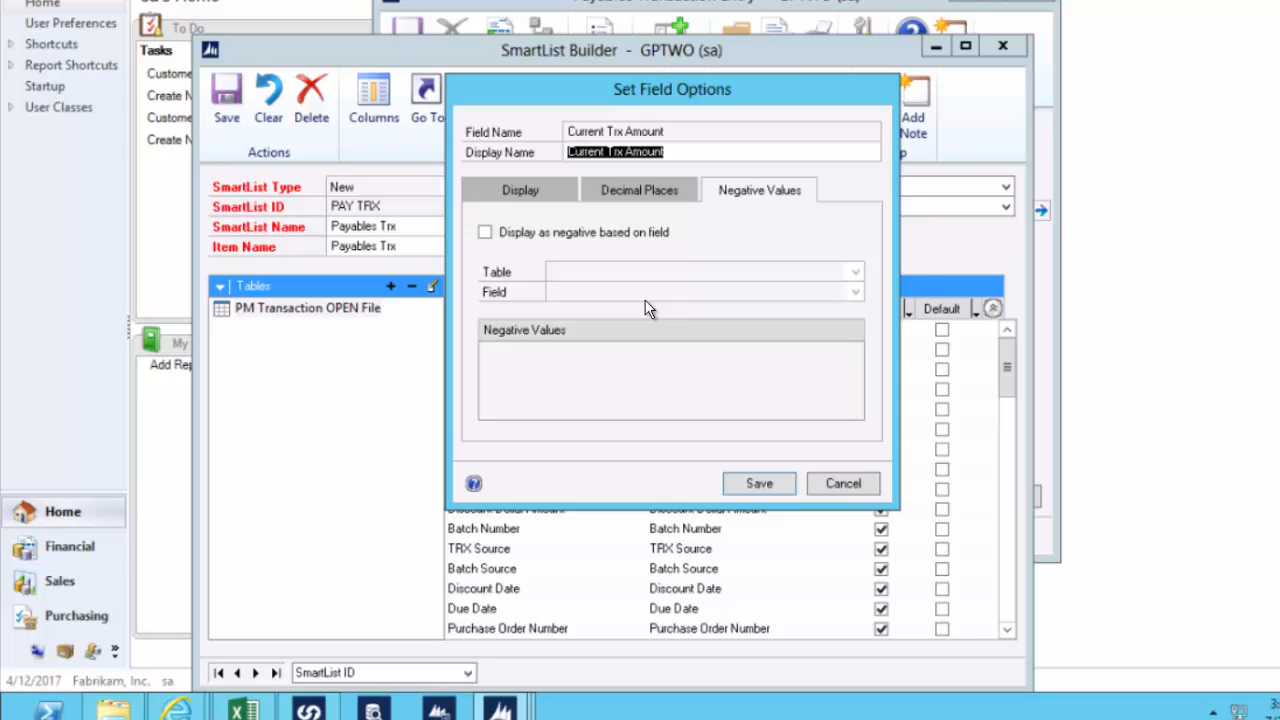 Home
User Preferences
Shortcuts
Report Shortcuts
Startup
User Classes
To Do
Tasks
Custome
Create N
Custome
Create N
My
Add Rep
SmartList Builder - GPTWO (sa)
Save
Clear
Delete
Columns
Go To
Add
Note
Actions
SmartList Type New
SmartList ID PAY TRX
SmartList Name Payables Trx
Item Name Payables Trx
Tables
PM Transaction OPEN File
Default
Set Field Options
Field Name Current Trx Amount
Display Name Current Trx Amount
Display
Decimal Places
Negative Values
Display as negative based on field
Table
Field
Negative Values
Save
Cancel
Batch Number Batch Number
TRX Source TRX Source
Batch Source Batch Source
Discount Date Discount Date
Due Date Due Date
Purchase Order Number Purchase Order Number
SmartList ID
Home
Financial
Sales
Purchasing
4/12/2017 Fabrikam, Inc. sa